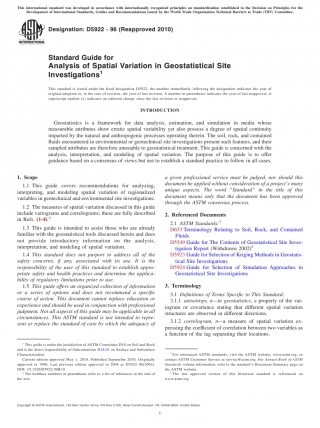 This international standard was developed in accordance with internationally recognized principles on standardization established in the Decision on Principles for the
Development of International Standards, Guides and Recommendations issued by the World Trade Organization Technical Barriers to Trade (TBT) Committee.
Designation: D5922 − 96 (Reapproved 2010)
Standard Guide for
Analysis of Spatial Variation in Geostatistical Site
Investigations1
This standard is issued under the fixed designation D5922; the number immediately following the designation indicates the year of
original adoption or, in the case of revision, the year of last revision. A number in parentheses indicates the year of last reapproval. A
superscript epsilon (ε) indicates an editorial change since the last revision or reapproval.
INTRODUCTION
Geostatistics is a framework for data analysis, estimation, and simulation in media whose
measurable attributes show erratic spatial variability yet also possess a degree of spatial continuity
imparted by the natural and anthropogenic processes operating therein. The soil, rock, and contained
fluids encountered in environmental or geotechnical site investigations present such features, and their
sampled attributes are therefore amenable to geostatistical treatment. This guide is concerned with the
analysis, interpretation, and modeling of spatial variation. The purpose of this guide is to offer
guidance based on a consensus of views but not to establish a standard practice to follow in all cases.
1. Scope
1.1 This guide covers recommendations for analyzing,
interpreting, and modeling spatial variation of regionalized
variables in geotechnical and environmental site investigations.
1.2 The measures of spatial variation discussed in this guide
include variograms and correlograms; these are fully described
in Refs. (1-4).2
1.3 This guide is intended to assist those who are already
familiar with the geostatistical tools discussed herein and does
not provide introductory information on the analysis,
interpretation, and modeling of spatial variation.
1.4 This standard does not purport to address all of the
safety concerns, if any, associated with its use. It is the
responsibility of the user of this standard to establish appro-
priate safety and health practices and determine the applica-
bility of regulatory limitations prior to use.
1.5 This guide offers an organized collection of information
or a series of options and does not recommend a specific
course of action. This document cannot replace education or
experience and should be used in conjunction with professional
judgment. Not all aspects of this guide may be applicable in all
circumstances. This ASTM standard is not intended to repre-
sent or replace the standard of care by which the adequacy of
a given professional service must be judged, nor should this
document be applied without consideration of a project's many
unique aspects. The word “Standard” in the title of this
document means only that the document has been approved
through the ASTM consensus process.
2. Referenced Documents
2.1 ASTM Standards:3
D653 Terminology Relating to Soil, Rock, and Contained
Fluids
D5549 Guide for The Contents of Geostatistical Site Inves-
tigation Report (Withdrawn 2002)4
D5923 Guide for Selection of Kriging Methods in Geostatis-
tical Site Investigations
D5924 Guide for Selection of Simulation Approaches in
Geostatistical Site Investigations
3. Terminology
3.1 Definitions of Terms Specific to This Standard:
3.1.1 anisotropy, n—in geostatistics, a property of the var-
iogram or covariance stating that different spatial variation
structures are observed in different directions.
3.1.2 correlogram, n—a measure of spatial variation ex-
pressing the coefficient of correlation between two variables as
a function of the lag separating their locations.
1 This guide is under the jurisdiction of ASTM Committee D18 on Soil and Rock
and is the direct responsibility of Subcommittee D18.01 on Surface and Subsurface
Characterization.
Current edition approved May 1, 2010. Published September 2010. Originally
approved in 1996. Last previous edition approved in 2004 as D5922–96(2004).
DOI: 10.1520/D5922-96R10.
2 The boldface numbers in parentheses refer to a list of references at the end of
the text.
3 For referenced ASTM standards, visit the ASTM website, www.astm.org, or
contact ASTM Customer Service at service@astm.org. For Annual Book of ASTM
Standards volume information, refer to the standard's Document Summary page on
the ASTM website.
4 The last approved version of this historical standard is referenced on
www.astm.org.
Copyright © ASTM International, 100 Barr Harbor Drive, PO Box C700, West Conshohocken, PA 19428-2959. United States
1